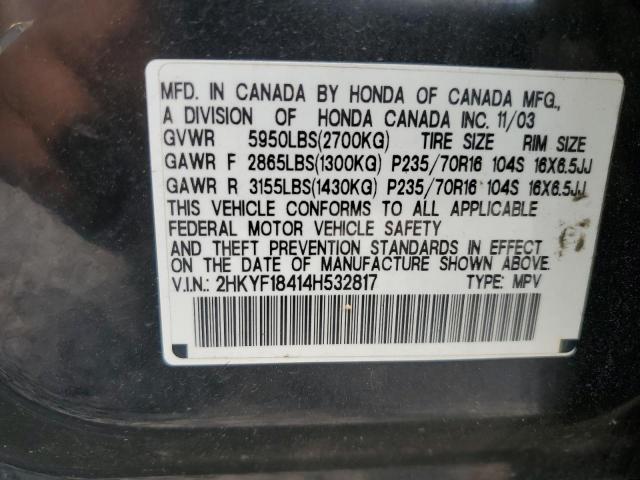 MFD. IN CANADA BY HONDA OF CANADA MFG.,
A DIVISION OF HONDA CANADA INC. 11/03
GVWR 5950LBS(2700KG) TIRE SIZE RIM SIZE
GAWR F 2865LBS(1300KG) P235/70R16 104S 16X6.5JJ
GAWR R 3155LBS(1430KG) P235/70R16 104S 16X6.5JJ
THIS VEHICLE CONFORMS TO ALL APPLICABLE
FEDERAL MOTOR VEHICLE SAFETY
AND THEFT PREVENTION STANDARDS IN EFFECT
ON THE DATE OF MANUFACTURE SHOWN ABOVE.
V.I.N.: 2HKYF18414H532817 TYPE: MPV